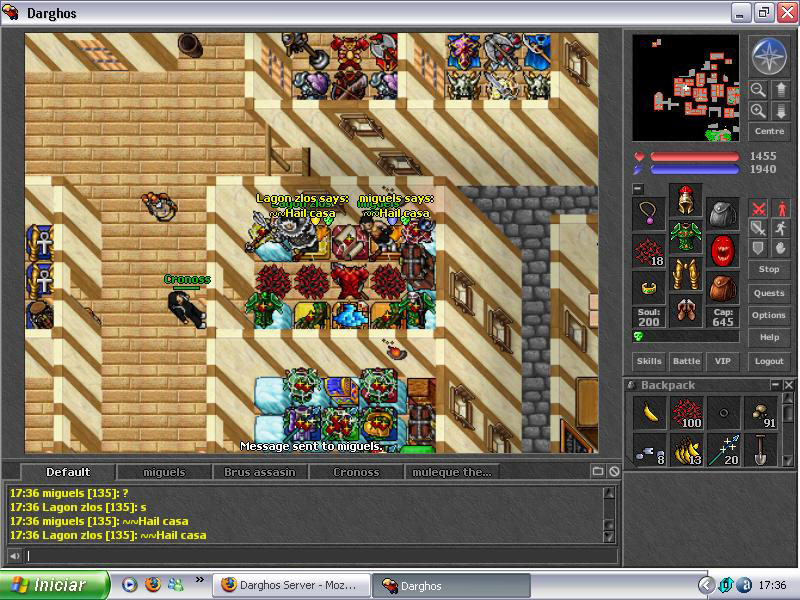 Darghos
Lagon zlos says:
~~Hail casa
miguels says:
~~Hail casa
Cronoss
Message sent to miguels.
Centre
1455
1940
18
Soul:
200
Cap:
645
Stop
Quests
Options
Help
Skills
Battle
VIP
Logout
Backpack
100
91
8
13
20
Default
miguels
Brus assasin
Cronoss
muleque the...
17:36 miguels [135]: ?
17:36 Lagon zlos [135]: s
17:36 miguels [135]: ~~Hail casa
17:36 Lagon zlos [135]: ~~Hail casa
Iniciar
Darghos Server - Moz...
Darghos
17:36